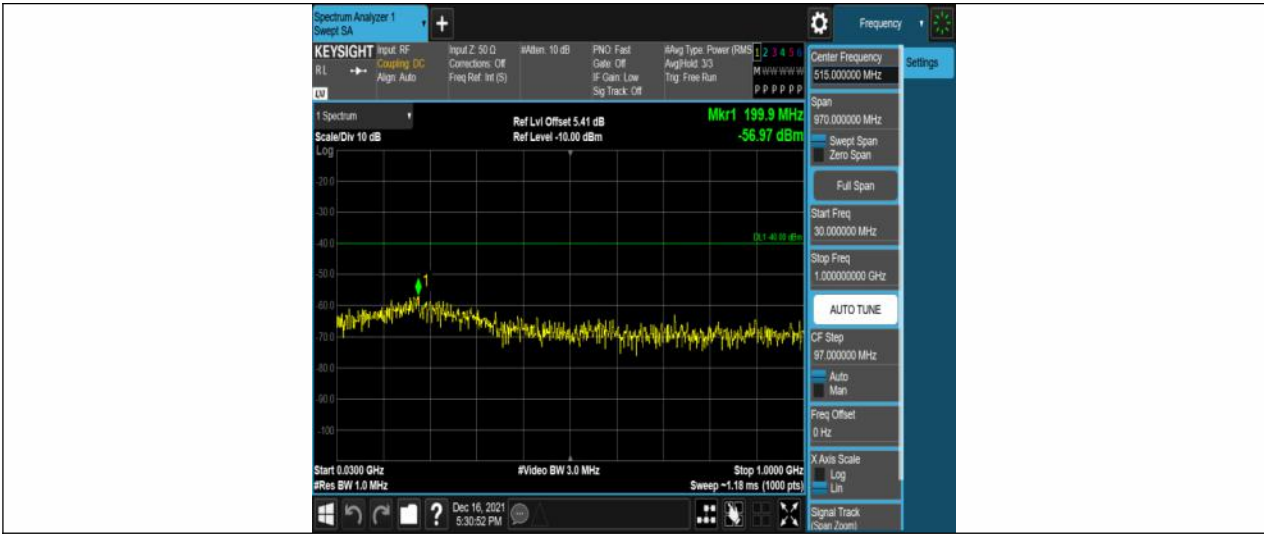 Spectrum Analyzer 1
Swept SA
+
Frequency
KEYSIGHT
RL
LV
Input: RF
Coupling: DC
Align: Auto
Input Z: 50 Ω
Corrections: Off
Freq Ref: Int (S)
#Atten: 10 dB
PNO: Fast
Gate: Off
IF Gain: Low
Sig Track: Off
#Avg Type: Power (RMS
Avg|Hold: 3/3
Trig: Free Run
1 2 3 4 5 6
M W W W W W
P P P P P P
1 Spectrum
Scale/Div 10 dB
Log
Ref Lvl Offset 5.41 dB
Ref Level -10.00 dBm
Mkr1 199.9 MHz
-56.97 dBm
-20.0
-30.0
-40.0
-50.0
-60.0
-70.0
-80.0
-90.0
-100
DL1 -40.00 dBm
1
Start 0.0300 GHz
#Res BW 1.0 MHz
#Video BW 3.0 MHz
Stop 1.0000 GHz
Sweep ~1.18 ms (1000 pts)
?
Dec 16, 2021
5:30:52 PM
Center Frequency
515.000000 MHz
Settings
Span
970.000000 MHz
Swept Span
Zero Span
Full Span
Start Freq
30.000000 MHz
Stop Freq
1.000000000 GHz
AUTO TUNE
CF Step
97.000000 MHz
Auto
Man
Freq Offset
0 Hz
X Axis Scale
Log
Lin
Signal Track
(Span Zoom)